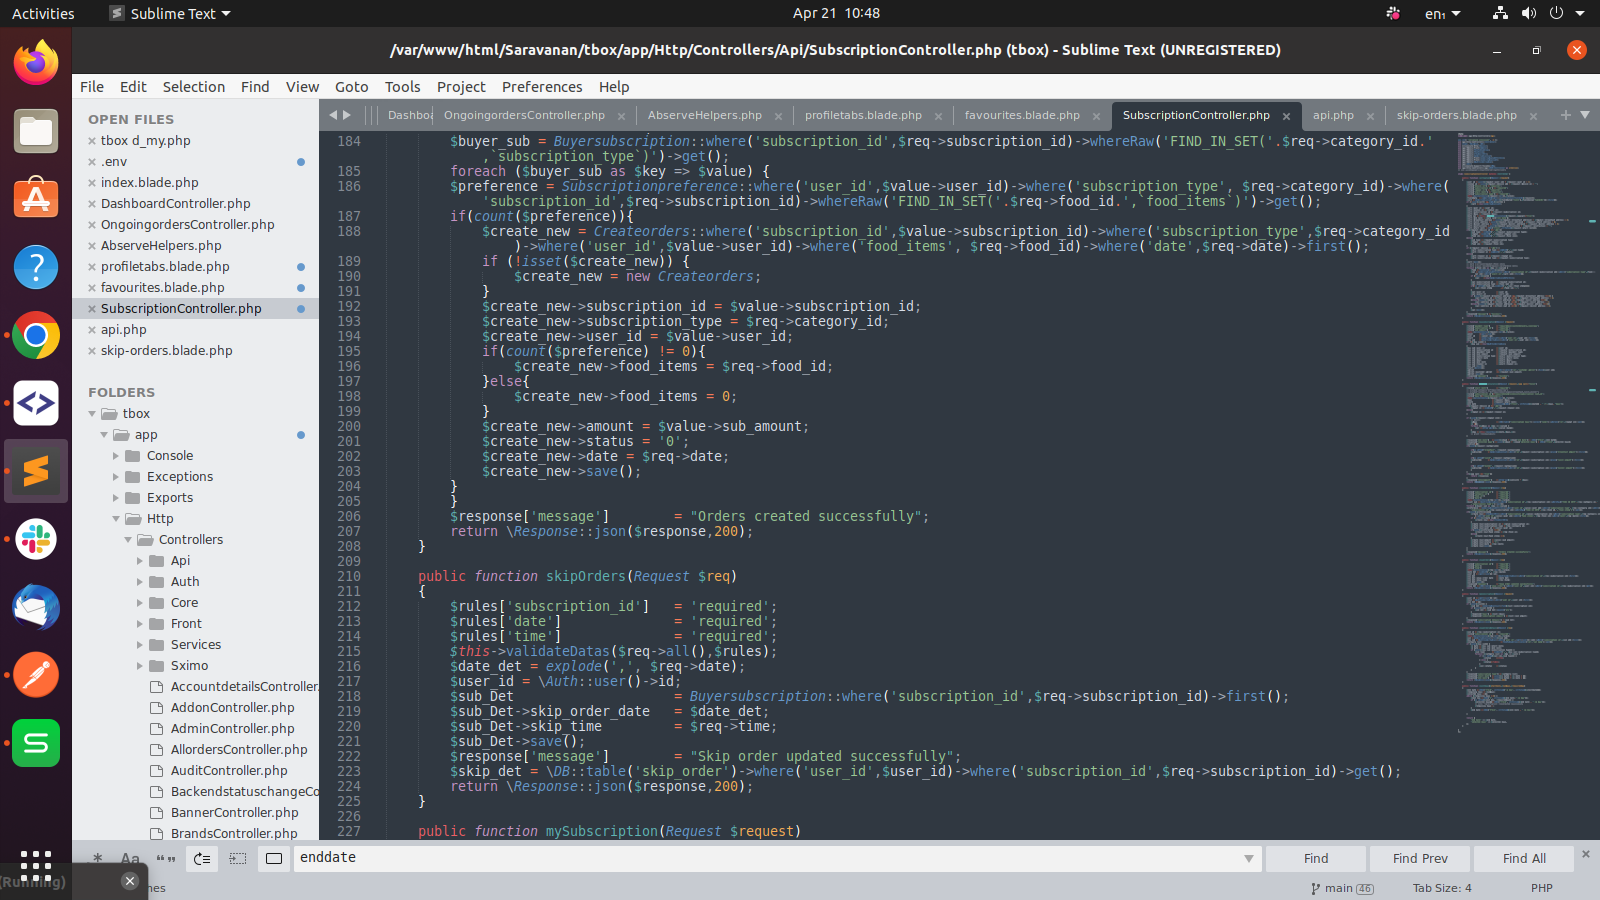 Activities
Sublime Text
Apr 21 10:48
en₁
/var/www/html/Saravanan/tbox/app/Http/Controllers/Api/SubscriptionController.php (tbox) - Sublime Text (UNREGISTERED)
File Edit Selection Find View Goto Tools Project Preferences Help
OPEN FILES
tbox d_my.php
.env
index.blade.php
DashboardController.php
OngoingordersController.php
AbserveHelpers.php
profiletabs.blade.php
favourites.blade.php
SubscriptionController.php
api.php
skip-orders.blade.php
FOLDERS
tbox
app
Console
Exceptions
Exports
Http
Controllers
Api
Auth
Core
Front
Services
Sximo
AccountdetailsController.
AddonController.php
AdminController.php
AllordersController.php
AuditController.php
BackendstatuschangeCo
BannerController.php
BrandsController.php
Dashboa OngoingordersController.php AbserveHelpers.php profiletabs.blade.php favourites.blade.php SubscriptionController.php api.php skip-orders.blade.php
184 $buyer_sub = Buyersubscription::where('subscription_id',$req->subscription_id)->whereRaw('FIND_IN_SET('.$req->category_id.'
,`subscription_type`)')->get();
185 foreach ($buyer_sub as $key => $value) {
186 $preference = Subscriptionpreference::where('user_id',$value->user_id)->where('subscription_type', $req->category_id)->where(
'subscription_id',$req->subscription_id)->whereRaw('FIND_IN_SET('.$req->food_id.',`food_items`)')->get();
187 if(count($preference)){
188 $create_new = Createorders::where('subscription_id',$value->subscription_id)->where('subscription_type',$req->category_id
)->where('user_id',$value->user_id)->where('food_items', $req->food_id)->where('date',$req->date)->first();
189 if (!isset($create_new)) {
190 $create_new = new Createorders;
191 }
192 $create_new->subscription_id = $value->subscription_id;
193 $create_new->subscription_type = $req->category_id;
194 $create_new->user_id = $value->user_id;
195 if(count($preference) != 0){
196 $create_new->food_items = $req->food_id;
197 }else{
198 $create_new->food_items = 0;
199 }
200 $create_new->amount = $value->sub_amount;
201 $create_new->status = '0';
202 $create_new->date = $req->date;
203 $create_new->save();
204 }
205 }
206 $response['message'] = "Orders created successfully";
207 return \Response::json($response,200);
208 }
209
210 public function skipOrders(Request $req)
211 {
212 $rules['subscription_id'] = 'required';
213 $rules['date'] = 'required';
214 $rules['time'] = 'required';
215 $this->validateDatas($req->all(),$rules);
216 $date_det = explode(',', $req->date);
217 $user_id = \Auth::user()->id;
218 $sub_Det = Buyersubscription::where('subscription_id',$req->subscription_id)->first();
219 $sub_Det->skip_order_date = $date_det;
220 $sub_Det->skip_time = $req->time;
221 $sub_Det->save();
222 $response['message'] = "Skip order updated successfully";
223 $skip_det = \DB::table('skip_order')->where('user_id',$user_id)->where('subscription_id',$req->subscription_id)->get();
224 return \Response::json($response,200);
225 }
226
227 public function mySubscription(Request $request)
.* Aa “”
enddate
Find Find Prev Find All
(Running)
hes
main 46 Tab Size: 4 PHP